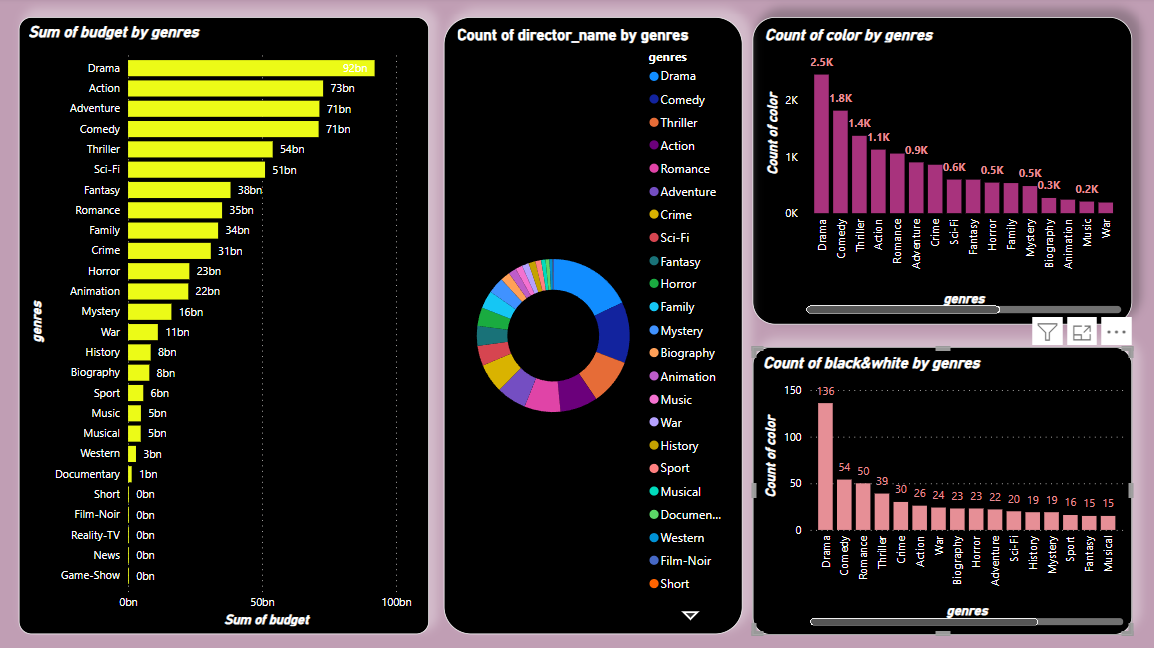 Sum of budget by genres
Drama 92bn
Action 73bn
Adventure 71bn
Comedy 71bn
Thriller 54bn
Sci-Fi 51bn
Fantasy 38bn
Romance 35bn
Family 34bn
Crime 31bn
Horror 23bn
Animation 22bn
Mystery 16bn
War 11bn
History 8bn
Biography 8bn
Sport 6bn
Music 5bn
Musical 5bn
Western 3bn
Documentary 1bn
Short 0bn
Film-Noir 0bn
Reality-TV 0bn
News 0bn
Game-Show 0bn
genres
0bn 50bn 100bn
Sum of budget
Count of director_name by genres
genres
Drama
Comedy
Thriller
Action
Romance
Adventure
Crime
Sci-Fi
Fantasy
Horror
Family
Mystery
Biography
Animation
Music
War
History
Sport
Musical
Documen...
Western
Film-Noir
Short
Count of color by genres
Count of color
2K
1K
0K
2.5K 1.8K 1.4K 1.1K 0.9K 0.6K 0.5K 0.5K 0.3K 0.2K
Drama Comedy Thriller Action Romance Adventure Crime Sci-Fi Fantasy Horror Family Mystery Biography Animation Music War
genres
Count of black&white by genres
Count of color
150
100
50
0
136 54 50 39 30 26 24 23 23 22 20 19 19 16 15 15
Drama Comedy Romance Thriller Crime Action War Biography Horror Adventure Sci-Fi History Mystery Sport Fantasy Musical
genres